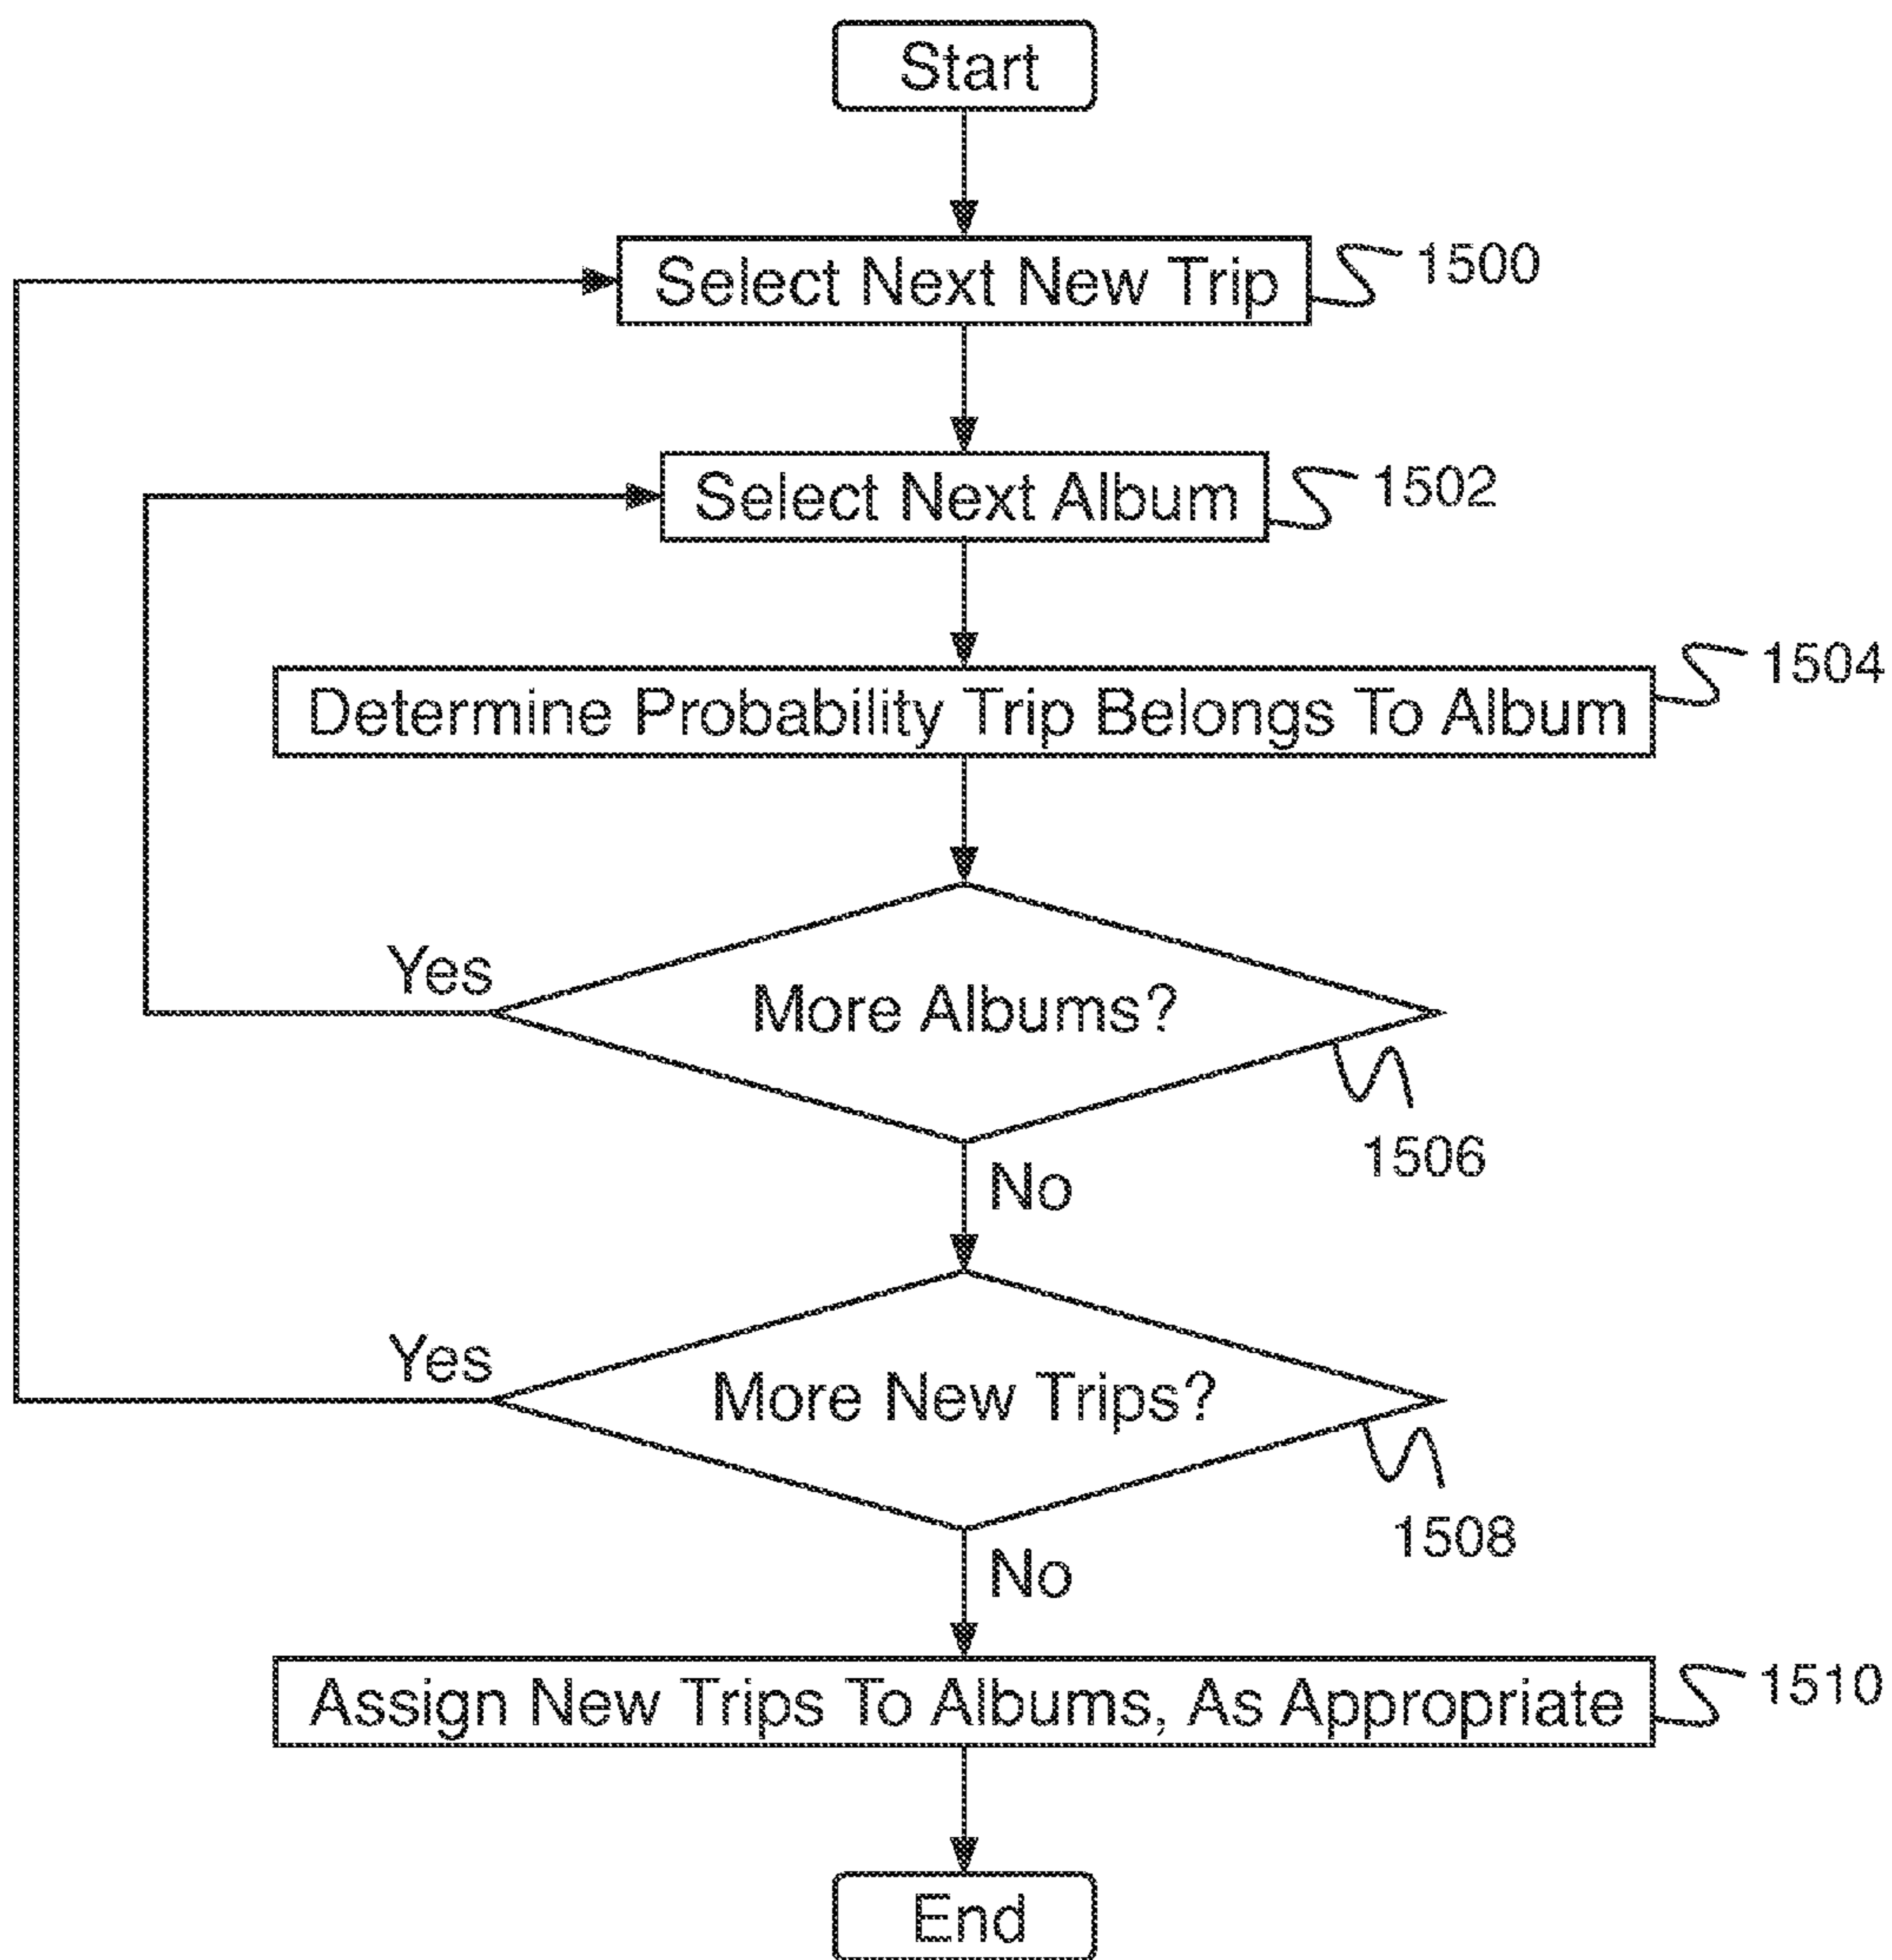 Start
Select Next New Trip
1500
Select Next Album
1502
Determine Probability Trip Belongs To Album
1504
Yes
More Albums?
1506
No
Yes
More New Trips?
1508
No
Assign New Trips To Albums, As Appropriate
1510
End